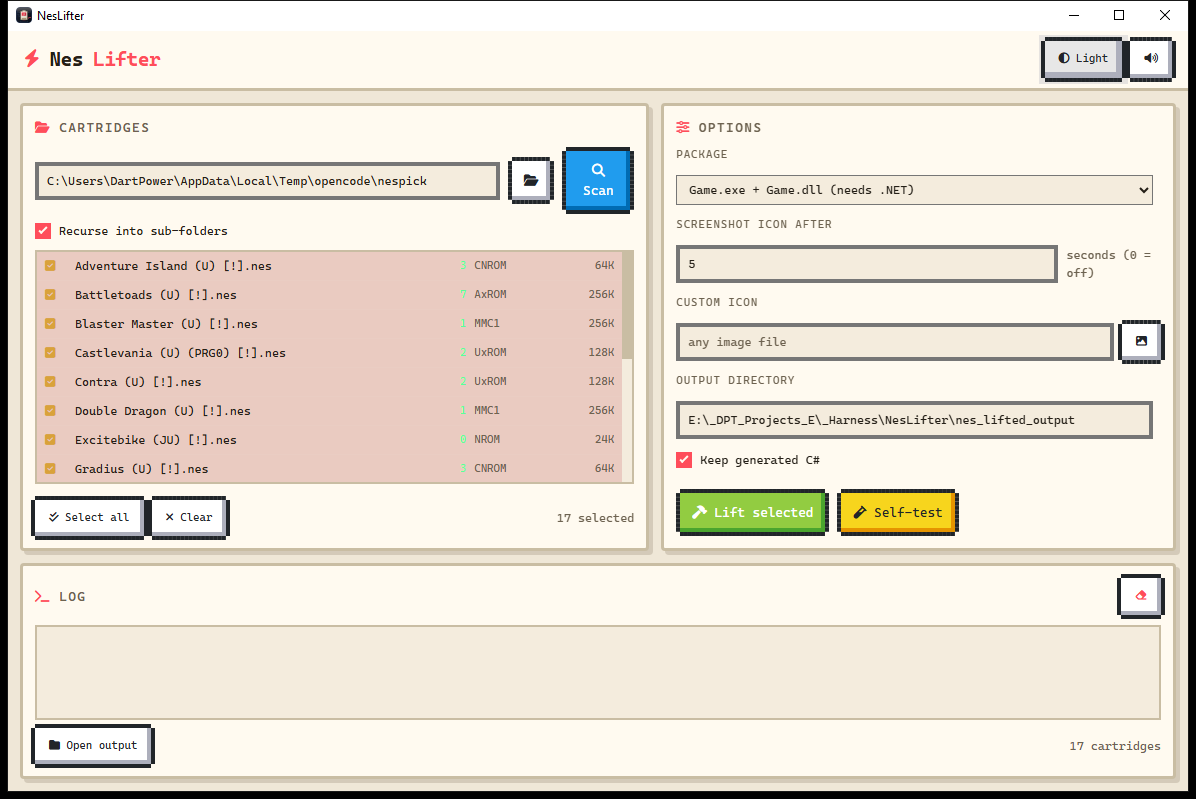 NesLifter
Nes Lifter
Light
CARTRIDGES
C:\Users\DartPower\AppData\Local\Temp\opencode\nespick
Scan
Recurse into sub-folders
Adventure Island (U) [!].nes 3 CNROM 64K
Battletoads (U) [!].nes 7 AxROM 256K
Blaster Master (U) [!].nes 1 MMC1 256K
Castlevania (U) (PRG0) [!].nes 2 UxROM 128K
Contra (U) [!].nes 2 UxROM 128K
Double Dragon (U) [!].nes 1 MMC1 256K
Excitebike (JU) [!].nes 0 NROM 24K
Gradius (U) [!].nes 3 CNROM 64K
Select all
Clear
17 selected
OPTIONS
PACKAGE
Game.exe + Game.dll (needs .NET)
SCREENSHOT ICON AFTER
5
seconds (0 =
off)
CUSTOM ICON
any image file
OUTPUT DIRECTORY
E:\_DPT_Projects_E\_Harness\NesLifter\nes_lifted_output
Keep generated C#
Lift selected
Self-test
LOG
Open output
17 cartridges